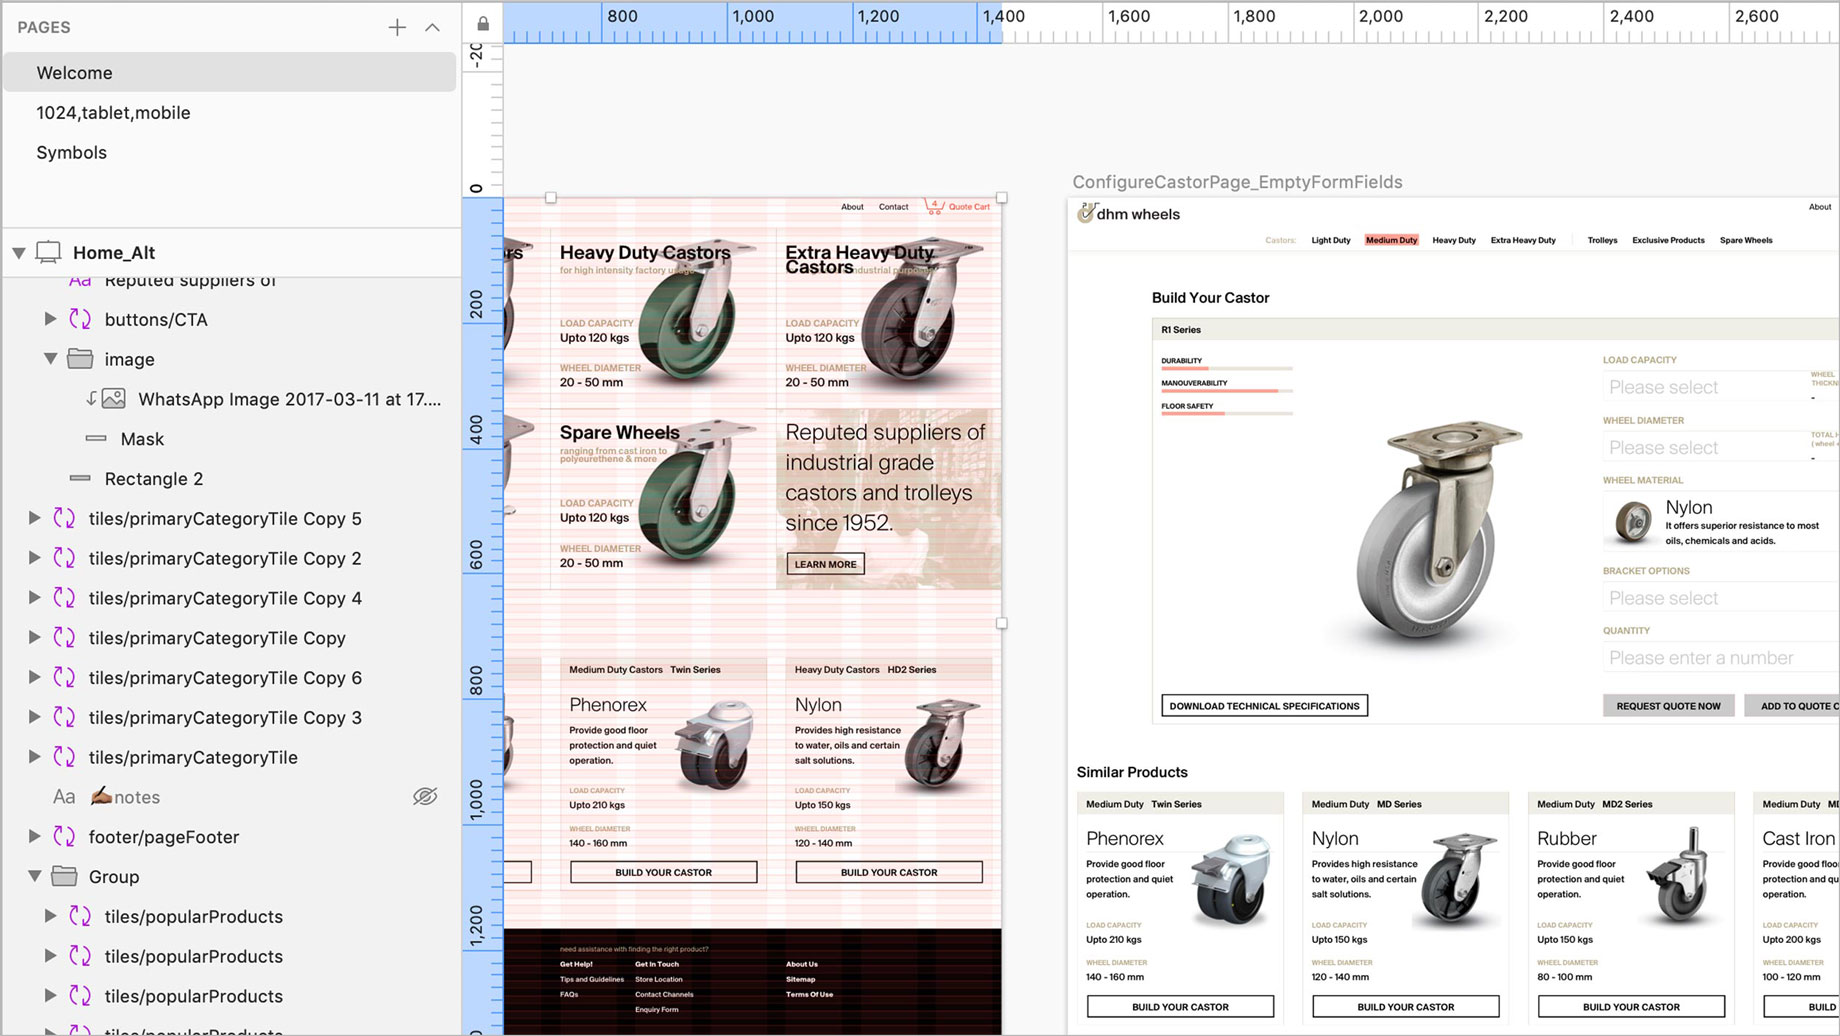 PAGES
Welcome
1024,tablet,mobile
Symbols
Home_Alt
Reputed suppliers of
buttons/CTA
image
WhatsApp Image 2017-03-11 at 17....
Mask
Rectangle 2
tiles/primaryCategoryTile Copy 5
tiles/primaryCategoryTile Copy 2
tiles/primaryCategoryTile Copy 4
tiles/primaryCategoryTile Copy
tiles/primaryCategoryTile Copy 6
tiles/primaryCategoryTile Copy 3
tiles/primaryCategoryTile
Aa notes
footer/pageFooter
Group
tiles/popularProducts
tiles/popularProducts
tiles/popularProducts
tiles/popularProducts
800 1,000 1,200 1,400 1,600 1,800 2,000 2,200 2,400 2,600
-20
0
200
400
600
800
1,000
1,200
About Contact 4 Quote Cart
rs
Heavy Duty Castors
for high intensity factory usage
LOAD CAPACITY
Upto 120 kgs
WHEEL DIAMETER
20 - 50 mm
Extra Heavy Duty
Castors
industrial purposes
LOAD CAPACITY
Upto 120 kgs
WHEEL DIAMETER
20 - 50 mm
Spare Wheels
ranging from cast iron to
polyeurethene & more
LOAD CAPACITY
Upto 120 kgs
WHEEL DIAMETER
20 - 50 mm
Reputed suppliers of
industrial grade
castors and trolleys
since 1952.
LEARN MORE
Medium Duty Castors Twin Series
Phenorex
Provide good floor
protection and quiet
operation.
LOAD CAPACITY
Upto 210 kgs
WHEEL DIAMETER
140 - 160 mm
BUILD YOUR CASTOR
Heavy Duty Castors HD2 Series
Nylon
Provides high resistance
to water, oils and certain
salt solutions.
LOAD CAPACITY
Upto 150 kgs
WHEEL DIAMETER
120 - 140 mm
BUILD YOUR CASTOR
need assistance with finding the right product?
Get Help!
Tips and Guidelines
FAQs
Get In Touch
Store Location
Contact Channels
Enquiry Form
About Us
Sitemap
Terms Of Use
ConfigureCastorPage_EmptyFormFields
dhm wheels
About
Castors: Light Duty Medium Duty Heavy Duty Extra Heavy Duty Trolleys Exclusive Products Spare Wheels
Build Your Castor
R1 Series
DURABILITY
MANOUVERABILITY
FLOOR SAFETY
DOWNLOAD TECHNICAL SPECIFICATIONS
LOAD CAPACITY
Please select
WHEEL
THICKN
-
WHEEL DIAMETER
Please select
TOTAL H
( wheel +
-
WHEEL MATERIAL
Nylon
It offers superior resistance to most
oils, chemicals and acids.
BRACKET OPTIONS
Please select
QUANTITY
Please enter a number
REQUEST QUOTE NOW
ADD TO QUOTE C
Similar Products
Medium Duty Twin Series
Phenorex
Provide good floor
protection and quiet
operation.
LOAD CAPACITY
Upto 210 kgs
WHEEL DIAMETER
140 - 160 mm
BUILD YOUR CASTOR
Medium Duty MD Series
Nylon
Provides high resistance
to water, oils and certain
salt solutions.
LOAD CAPACITY
Upto 150 kgs
WHEEL DIAMETER
120 - 140 mm
BUILD YOUR CASTOR
Medium Duty MD2 Series
Rubber
Provide good floor
protection and quiet
operation.
LOAD CAPACITY
Upto 150 kgs
WHEEL DIAMETER
80 - 100 mm
BUILD YOUR CASTOR
Medium Duty
Cast Iron
Provide good floor
protection and qu
operation.
LOAD CAPACITY
Upto 200 kgs
WHEEL DIAMETER
100 - 120 mm
BUILD